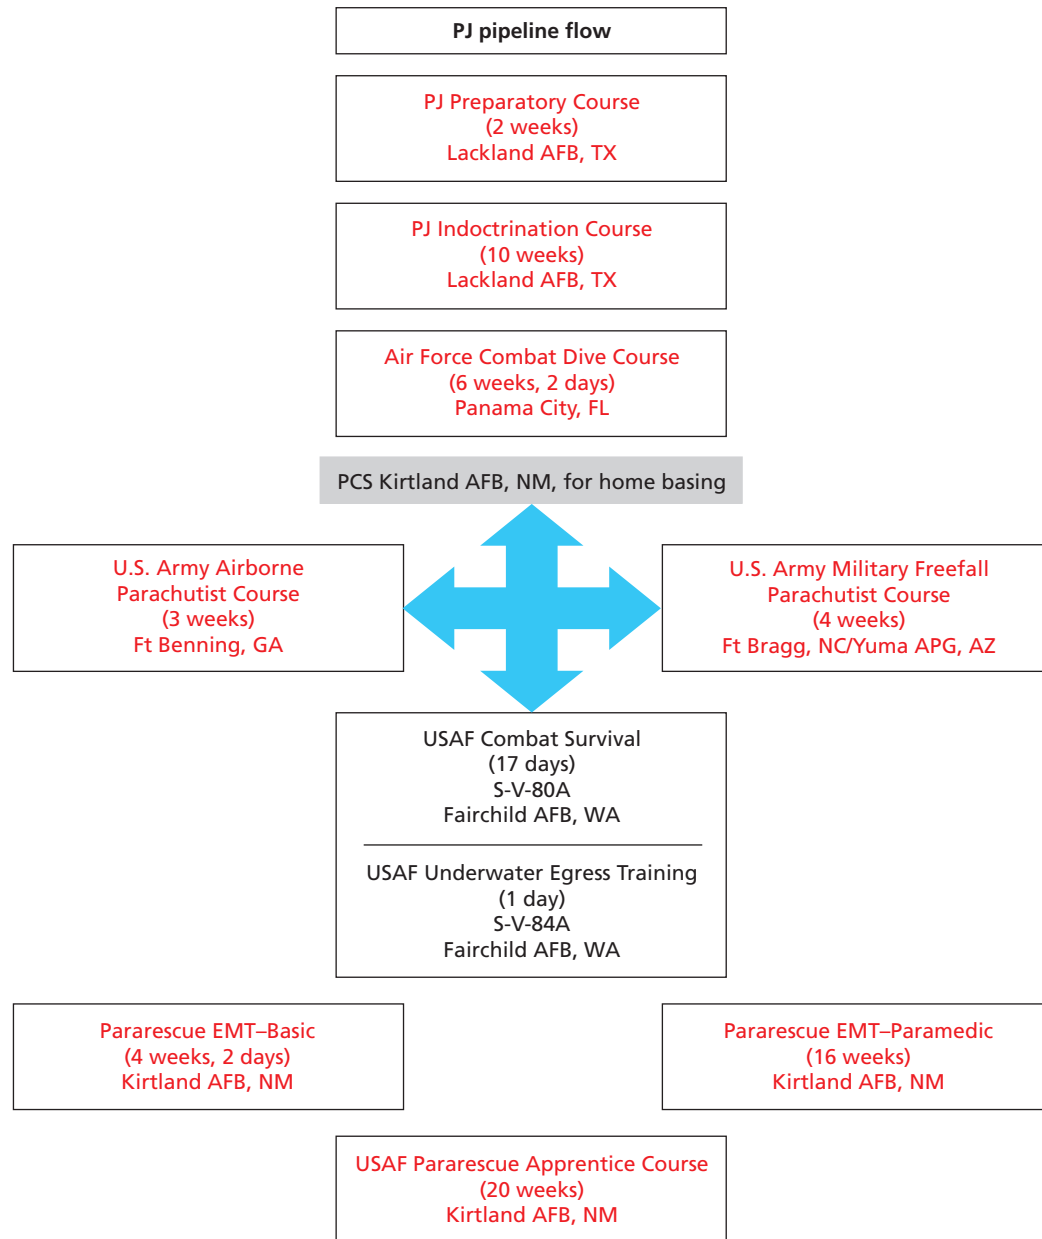 PJ pipeline flow
PJ Preparatory Course
(2 weeks)
Lackland AFB, TX
PJ Indoctrination Course
(10 weeks)
Lackland AFB, TX
Air Force Combat Dive Course
(6 weeks, 2 days)
Panama City, FL
PCS Kirtland AFB, NM, for home basing
U.S. Army Airborne
Parachutist Course
(3 weeks)
Ft Benning, GA
U.S. Army Military Freefall
Parachutist Course
(4 weeks)
Ft Bragg, NC/Yuma APG, AZ
USAF Combat Survival
(17 days)
S-V-80A
Fairchild AFB, WA
USAF Underwater Egress Training
(1 day)
S-V-84A
Fairchild AFB, WA
Pararescue EMT–Basic
(4 weeks, 2 days)
Kirtland AFB, NM
Pararescue EMT–Paramedic
(16 weeks)
Kirtland AFB, NM
USAF Pararescue Apprentice Course
(20 weeks)
Kirtland AFB, NM